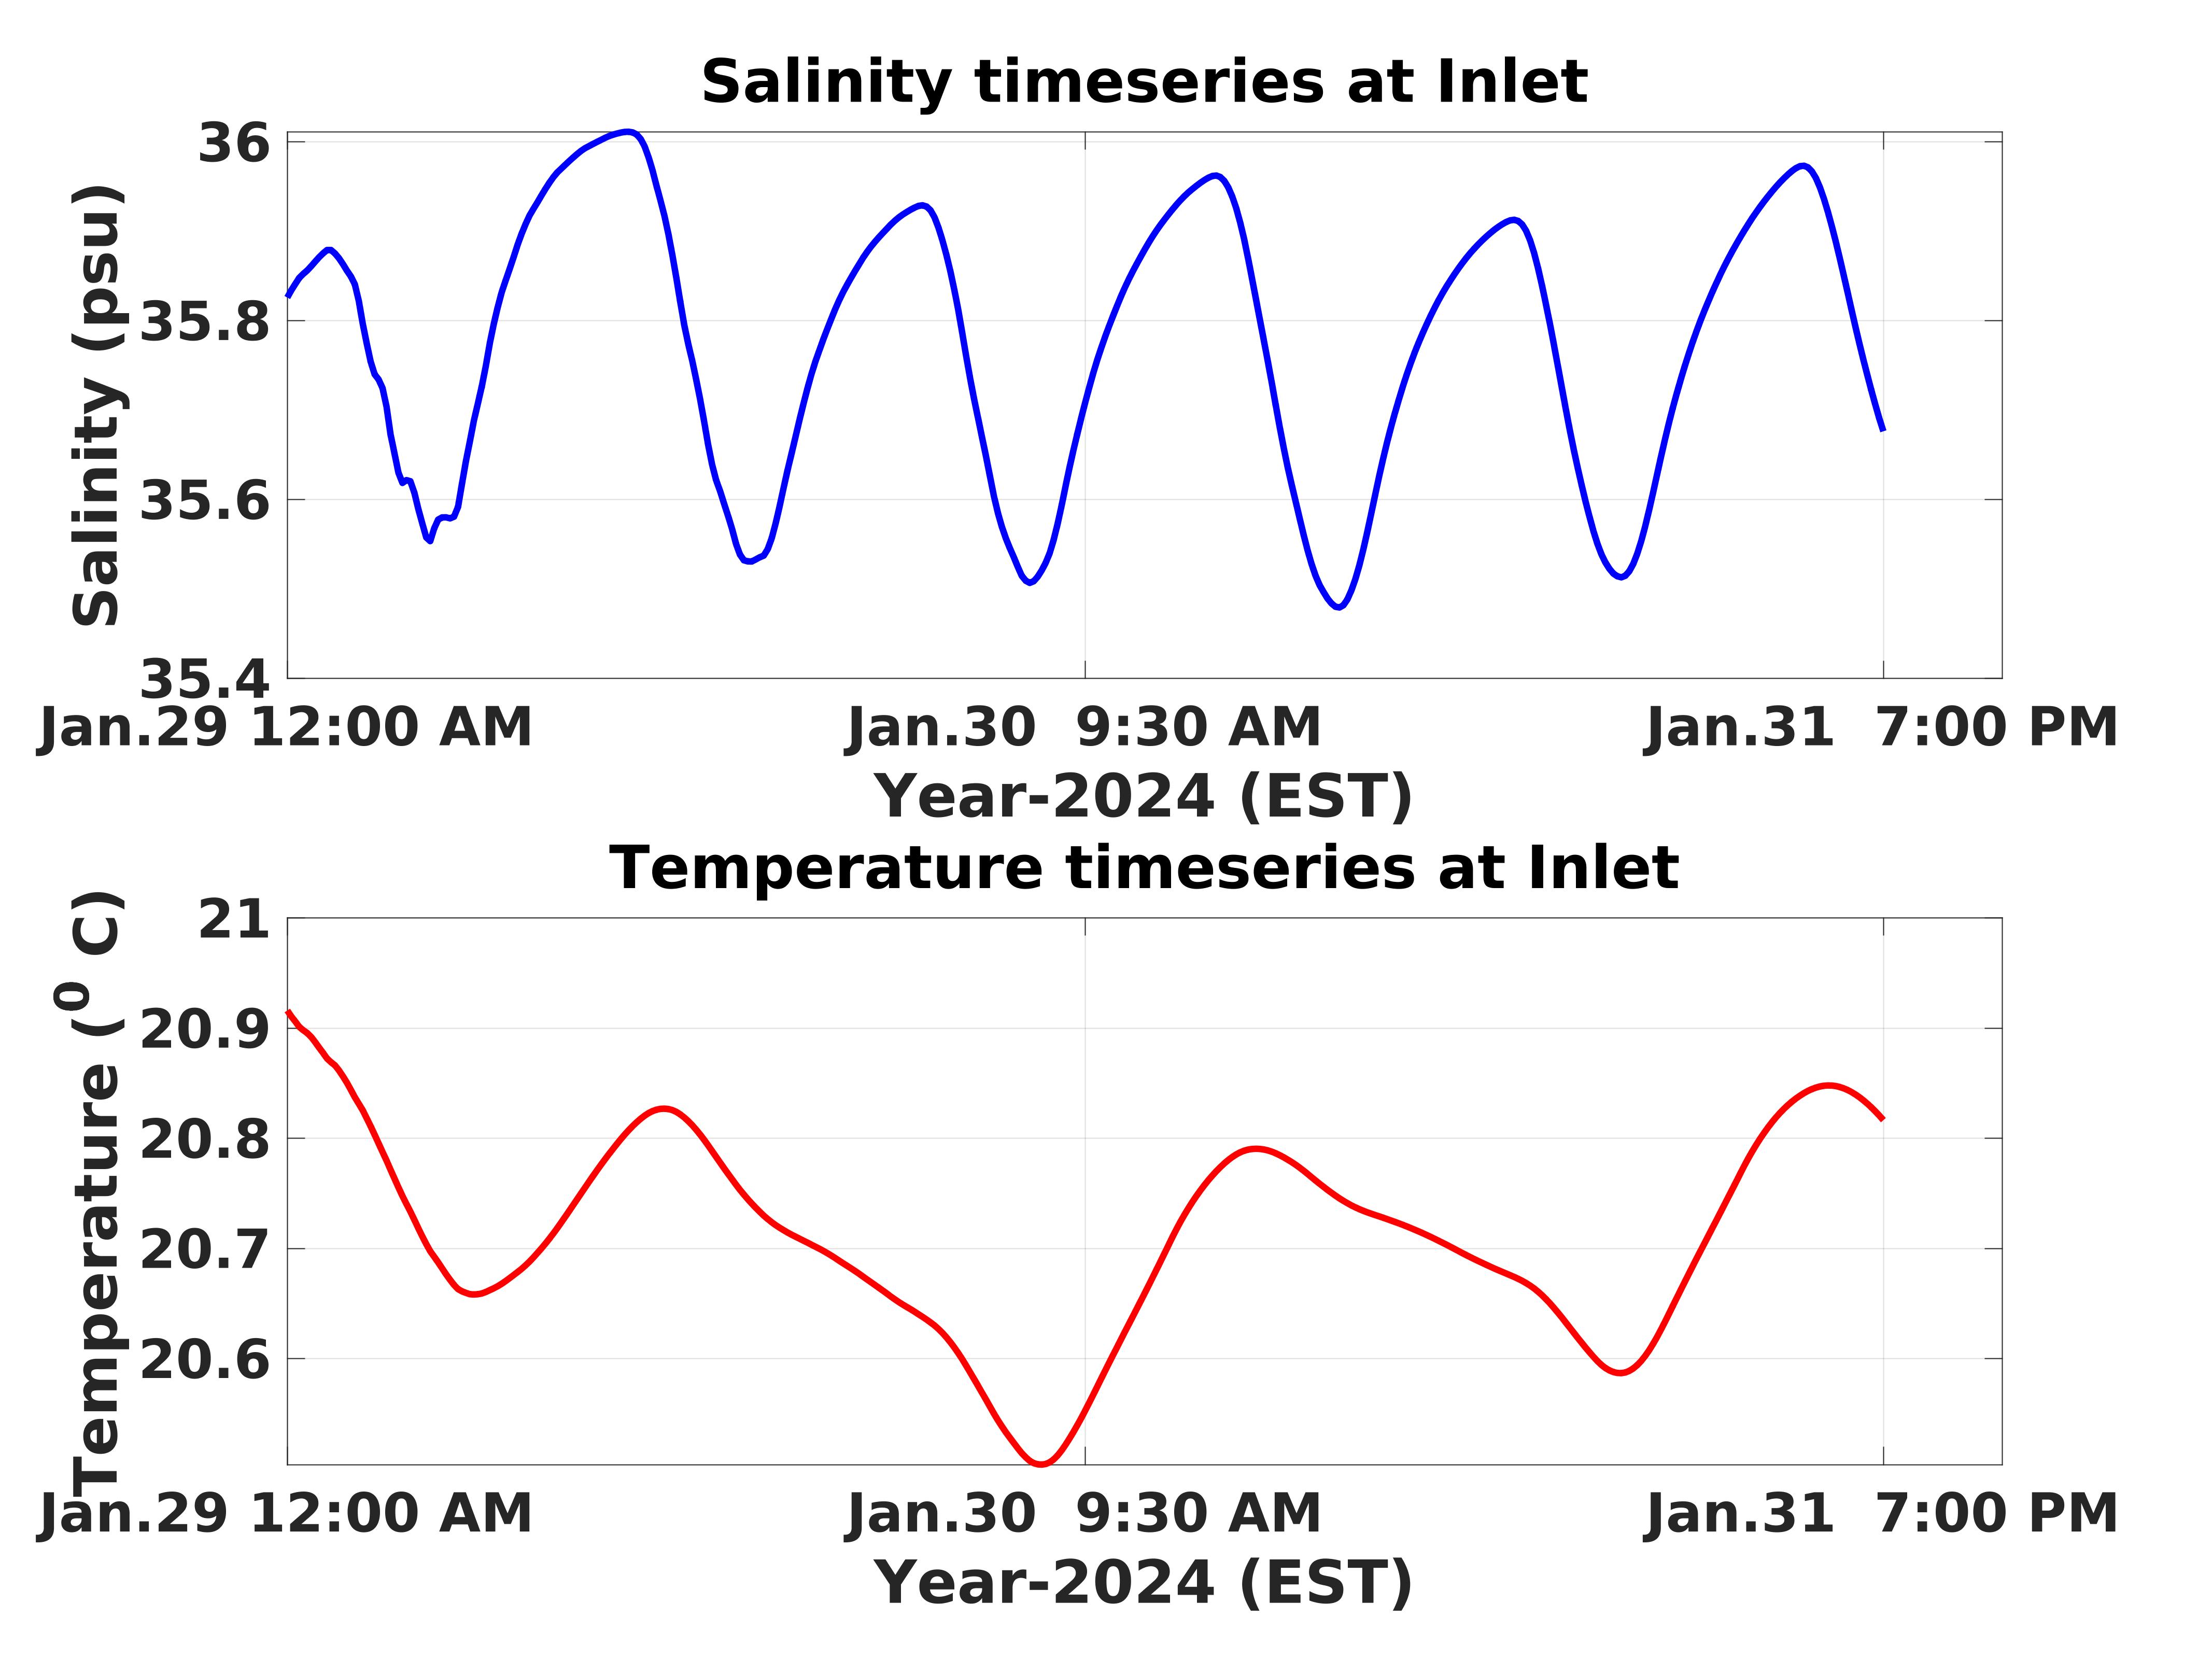 Salinity timeseries at Inlet
Salinity (psu)
36
35.8
35.6
35.4
Jan.29 12:00 AM Jan.30 9:30 AM Jan.31 7:00 PM
Year-2024 (EST)
Temperature timeseries at Inlet
Temperature (⁰ C)
21
20.9
20.8
20.7
20.6
Jan.29 12:00 AM Jan.30 9:30 AM Jan.31 7:00 PM
Year-2024 (EST)